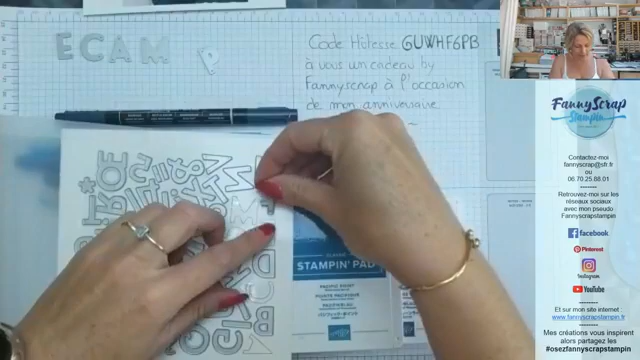 ECAM P
Code Hôtesse GUWHF6PB
à vous un cadeau by
Fannyscrap à l'occasion
de mon anniversaire
CLASSIC
STAMPIN' PAD
PACIFIC POINT
FannyScrap
Stampin
Contactez-moi
fannyscrap@sfr.fr
ou
06.70.25.88.01
--------
Retrouvez-moi sur les
réseaux sociaux
avec mon pseudo
Fannyscrapstampin
facebook
Pinterest
Instagram
YouTube
--------
Et sur mon site internet :
www.fannyscrapstampin.fr
--------
Mes créations vous inspirent
alors partagez les
#osezfannyscrapstampin